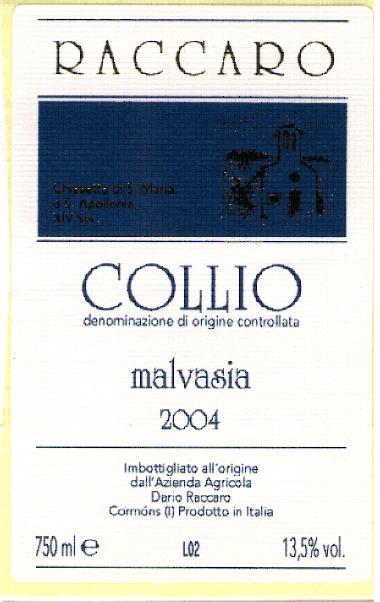 RACCARO
Chiesetta di S. Maria
e S. Apollonia
XIV Sec.
COLLIO
denominazione di origine controllata
malvasia
2004
Imbottigliato all'origine
dall'Azienda Agricola
Dario Raccaro
Cormóns (I) Prodotto in Italia
750 ml e L02 13,5% vol.